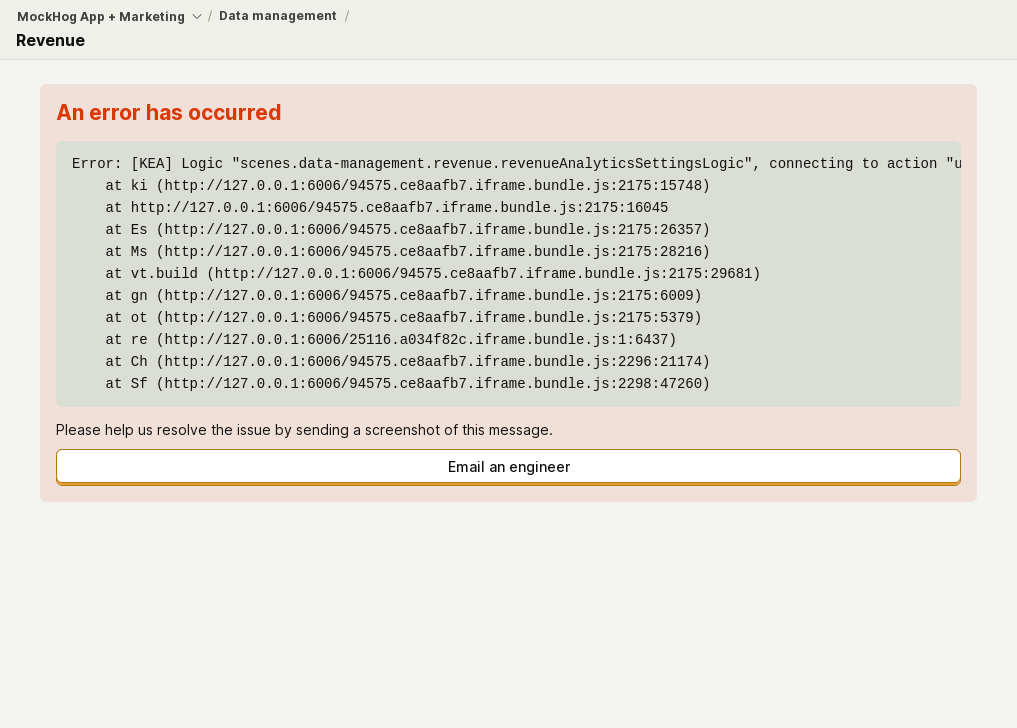 MockHog App + Marketing / Data management /
Revenue
An error has occurred
Error: [KEA] Logic "scenes.data-management.revenue.revenueAnalyticsSettingsLogic", connecting to action "u
at ki (http://127.0.0.1:6006/94575.ce8aafb7.iframe.bundle.js:2175:15748)
at http://127.0.0.1:6006/94575.ce8aafb7.iframe.bundle.js:2175:16045
at Es (http://127.0.0.1:6006/94575.ce8aafb7.iframe.bundle.js:2175:26357)
at Ms (http://127.0.0.1:6006/94575.ce8aafb7.iframe.bundle.js:2175:28216)
at vt.build (http://127.0.0.1:6006/94575.ce8aafb7.iframe.bundle.js:2175:29681)
at gn (http://127.0.0.1:6006/94575.ce8aafb7.iframe.bundle.js:2175:6009)
at ot (http://127.0.0.1:6006/94575.ce8aafb7.iframe.bundle.js:2175:5379)
at re (http://127.0.0.1:6006/25116.a034f82c.iframe.bundle.js:1:6437)
at Ch (http://127.0.0.1:6006/94575.ce8aafb7.iframe.bundle.js:2296:21174)
at Sf (http://127.0.0.1:6006/94575.ce8aafb7.iframe.bundle.js:2298:47260)
Please help us resolve the issue by sending a screenshot of this message.
Email an engineer